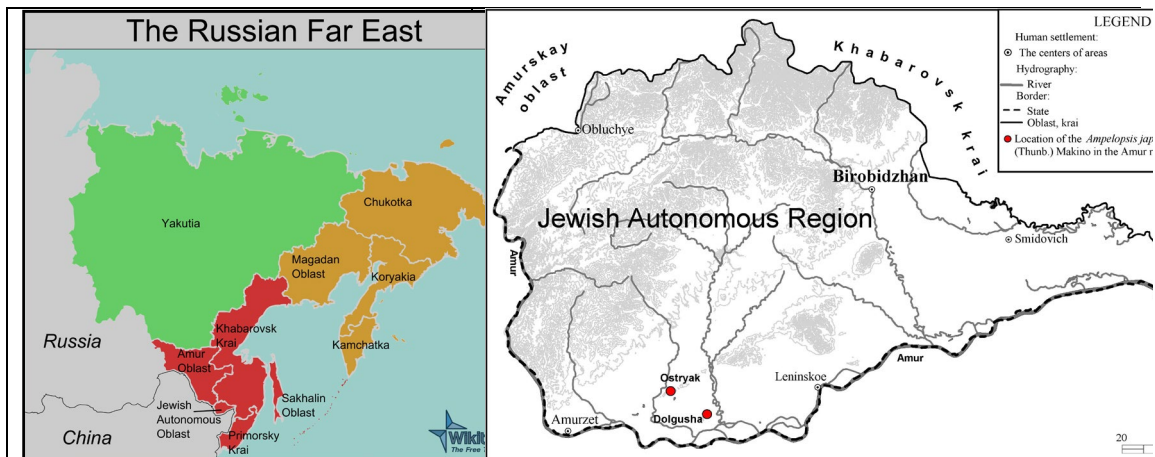 The Russian Far East
Yakutia
Chukotka
Magadan
Oblast
Koryakia
Khabarovsk
Krai
Kamchatka
Russia
Amur
Oblast
Sakhalin
Oblast
Jewish
Autonomous
Oblast
China
Primorsky
Krai
Wikit
The Free
Amurskay
oblast
Khabarovsk krai
Obluchye
Birobidzhan
Jewish Autonomous Region
Smidovich
Amur
Amur
Ostryak
Leninskoe
Dolgusha
Amurzet
LEGEND
Human settlement:
The centers of areas
Hydrography:
River
Border:
State
Oblast, krai
Location of the Ampelopsis jap
(Thunb.) Makino in the Amur r
20